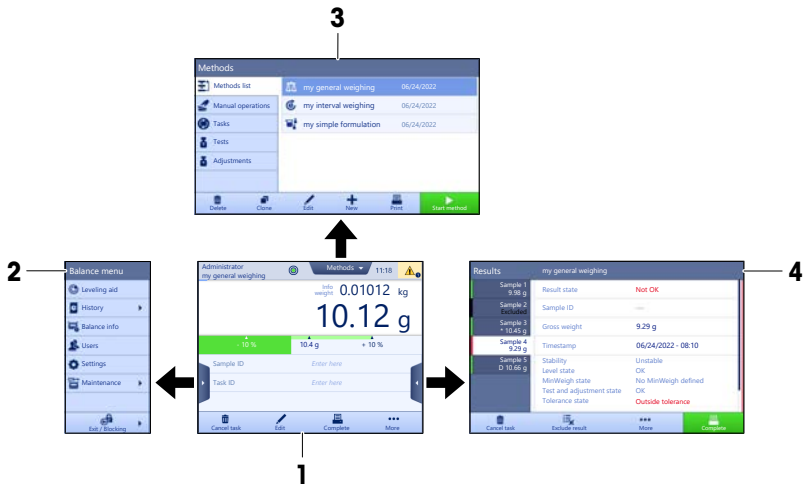 3
Methods
Methods list
my general weighing 06/24/2022
Manual operations
my interval weighing 06/24/2022
Tasks
my simple formulation 06/24/2022
Tests
Adjustments
Delete Clone Edit New Print Start method
2
Balance menu
Leveling aid
History
Balance info
Users
Settings
Maintenance
Exit / Blocking
Administrator
my general weighing
Methods
11:18
Info
weight
0.01012 kg
10.12 g
- 10 % 10.4 g + 10 %
Sample ID Enter here
Task ID Enter here
Cancel task Edit Complete More
1
4
Results my general weighing
Sample 1
9.98 g
Sample 2
Excluded
Sample 3
* 10.45 g
Sample 4
9.29 g
Sample 5
D 10.66 g
Result state Not OK
Sample ID ---
Gross weight 9.29 g
Timestamp 06/24/2022 - 08:10
Stability Unstable
Level state OK
MinWeigh state No MinWeigh defined
Test and adjustment state OK
Tolerance state Outside tolerance
Cancel task Exclude result More Complete